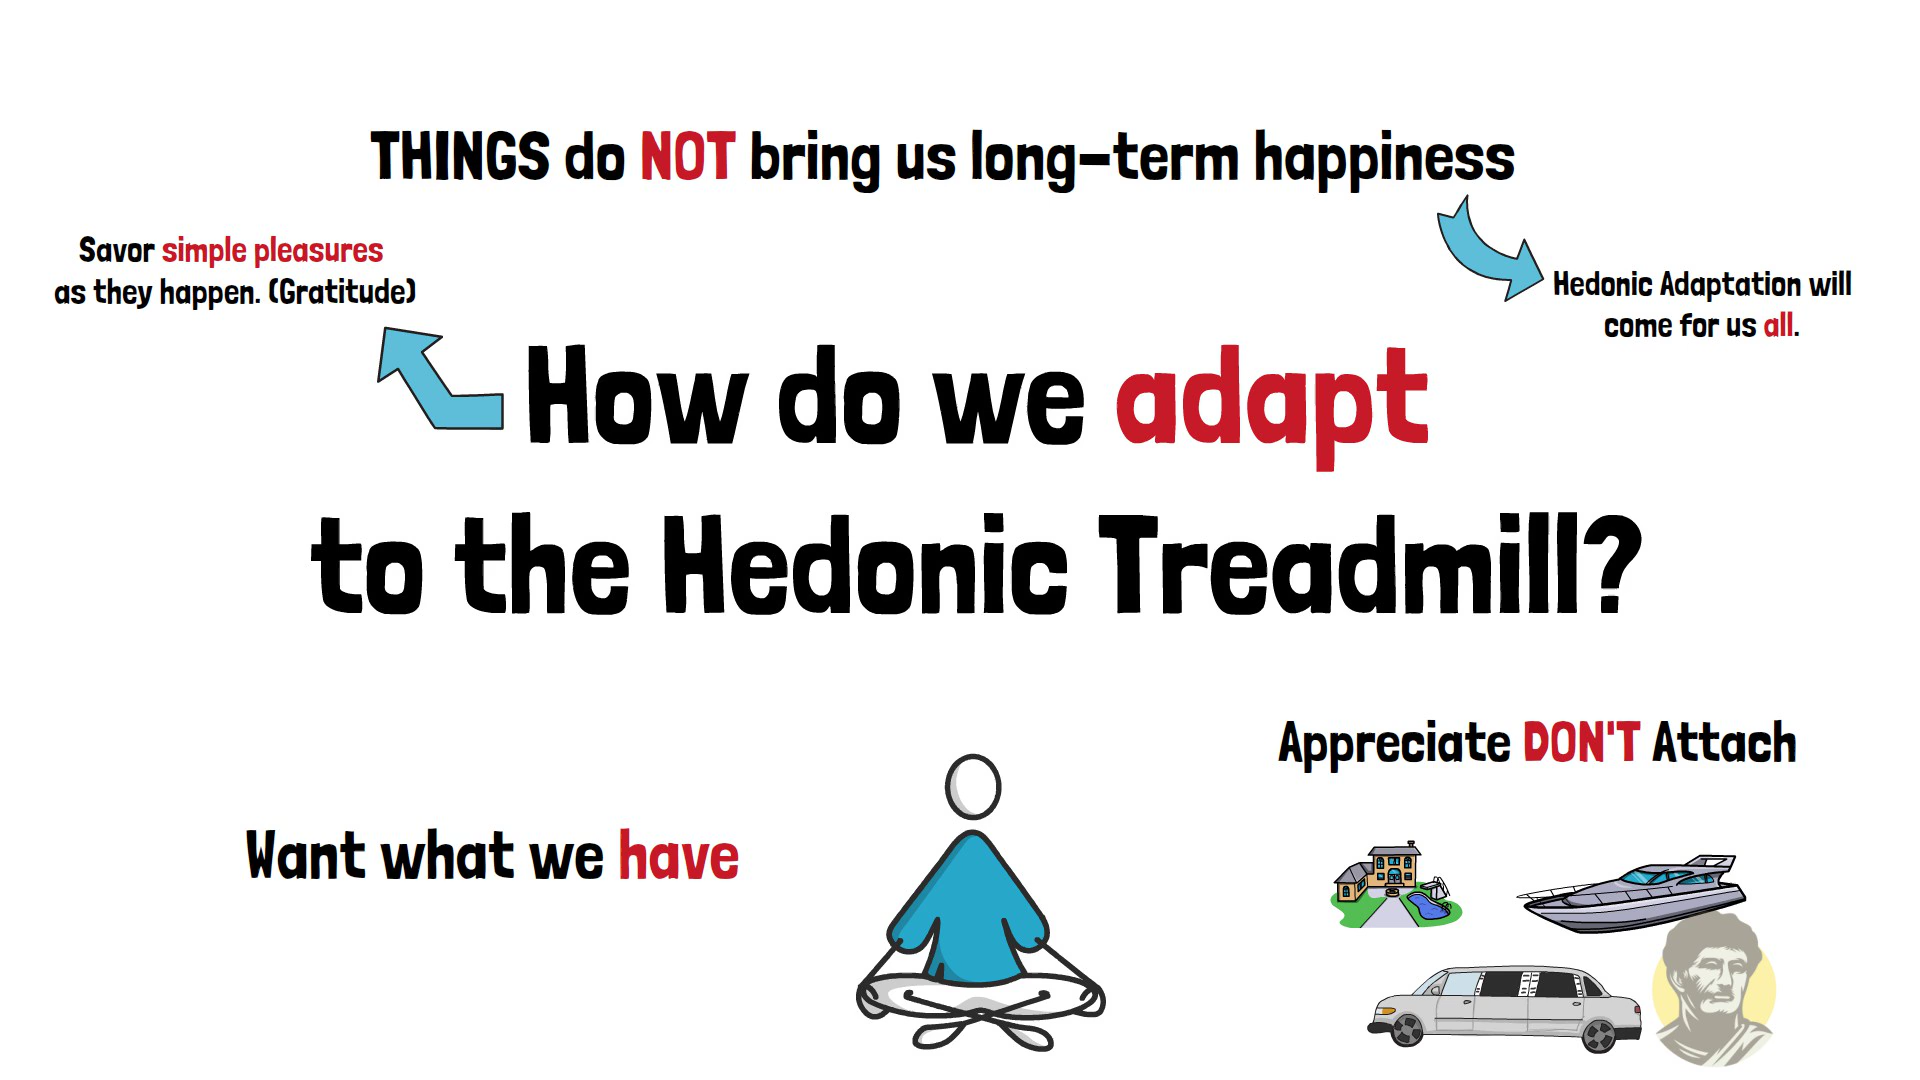 THINGS do NOT bring us long-term happiness
Savor simple pleasures
as they happen. (Gratitude)
Hedonic Adaptation will
come for us all.
How do we adapt
to the Hedonic Treadmill?
Appreciate DON'T Attach
Want what we have